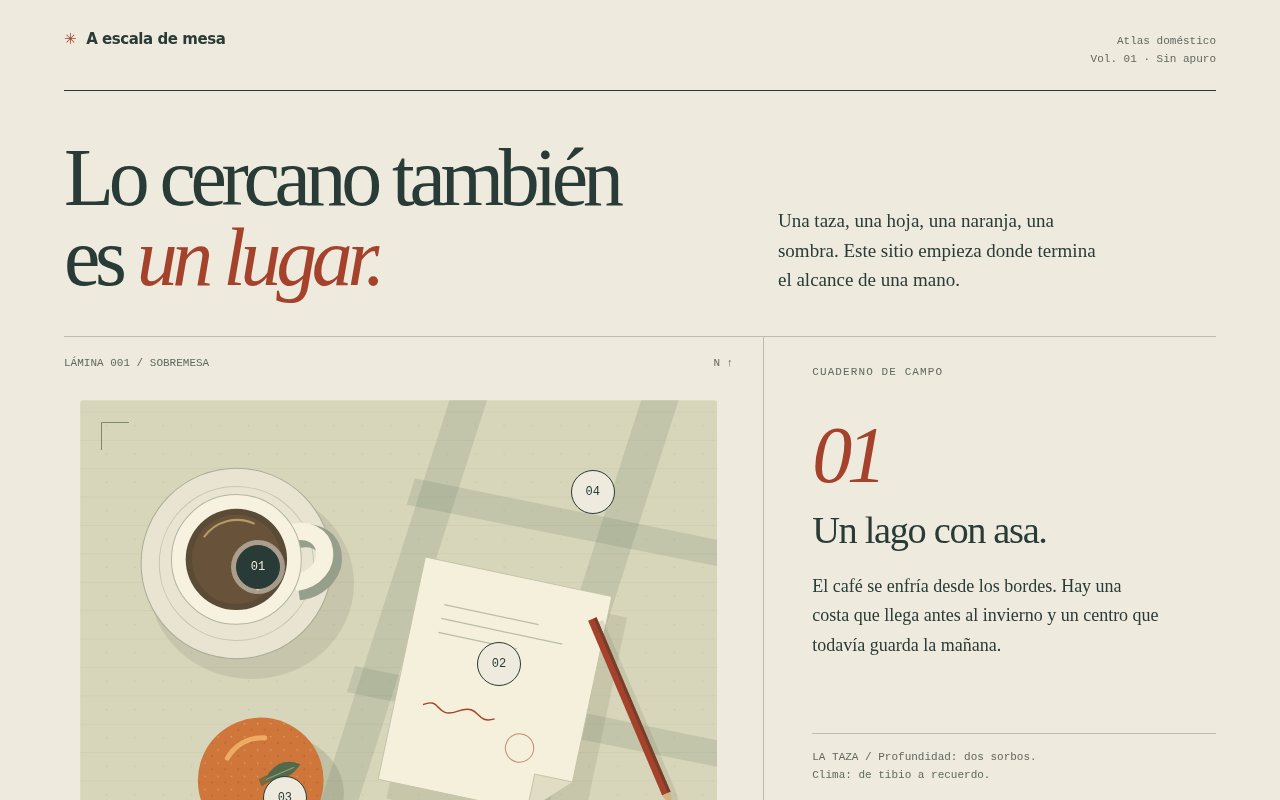 ✳ A escala de mesa
Atlas doméstico
Vol. 01 · Sin apuro
Lo cercano también
es un lugar.
Una taza, una hoja, una naranja, una
sombra. Este sitio empieza donde termina
el alcance de una mano.
LÁMINA 001 / SOBREMESA
N ↑
04
01
02
03
CUADERNO DE CAMPO
01
Un lago con asa.
El café se enfría desde los bordes. Hay una
costa que llega antes al invierno y un centro que
todavía guarda la mañana.
LA TAZA / Profundidad: dos sorbos.
Clima: de tibio a recuerdo.